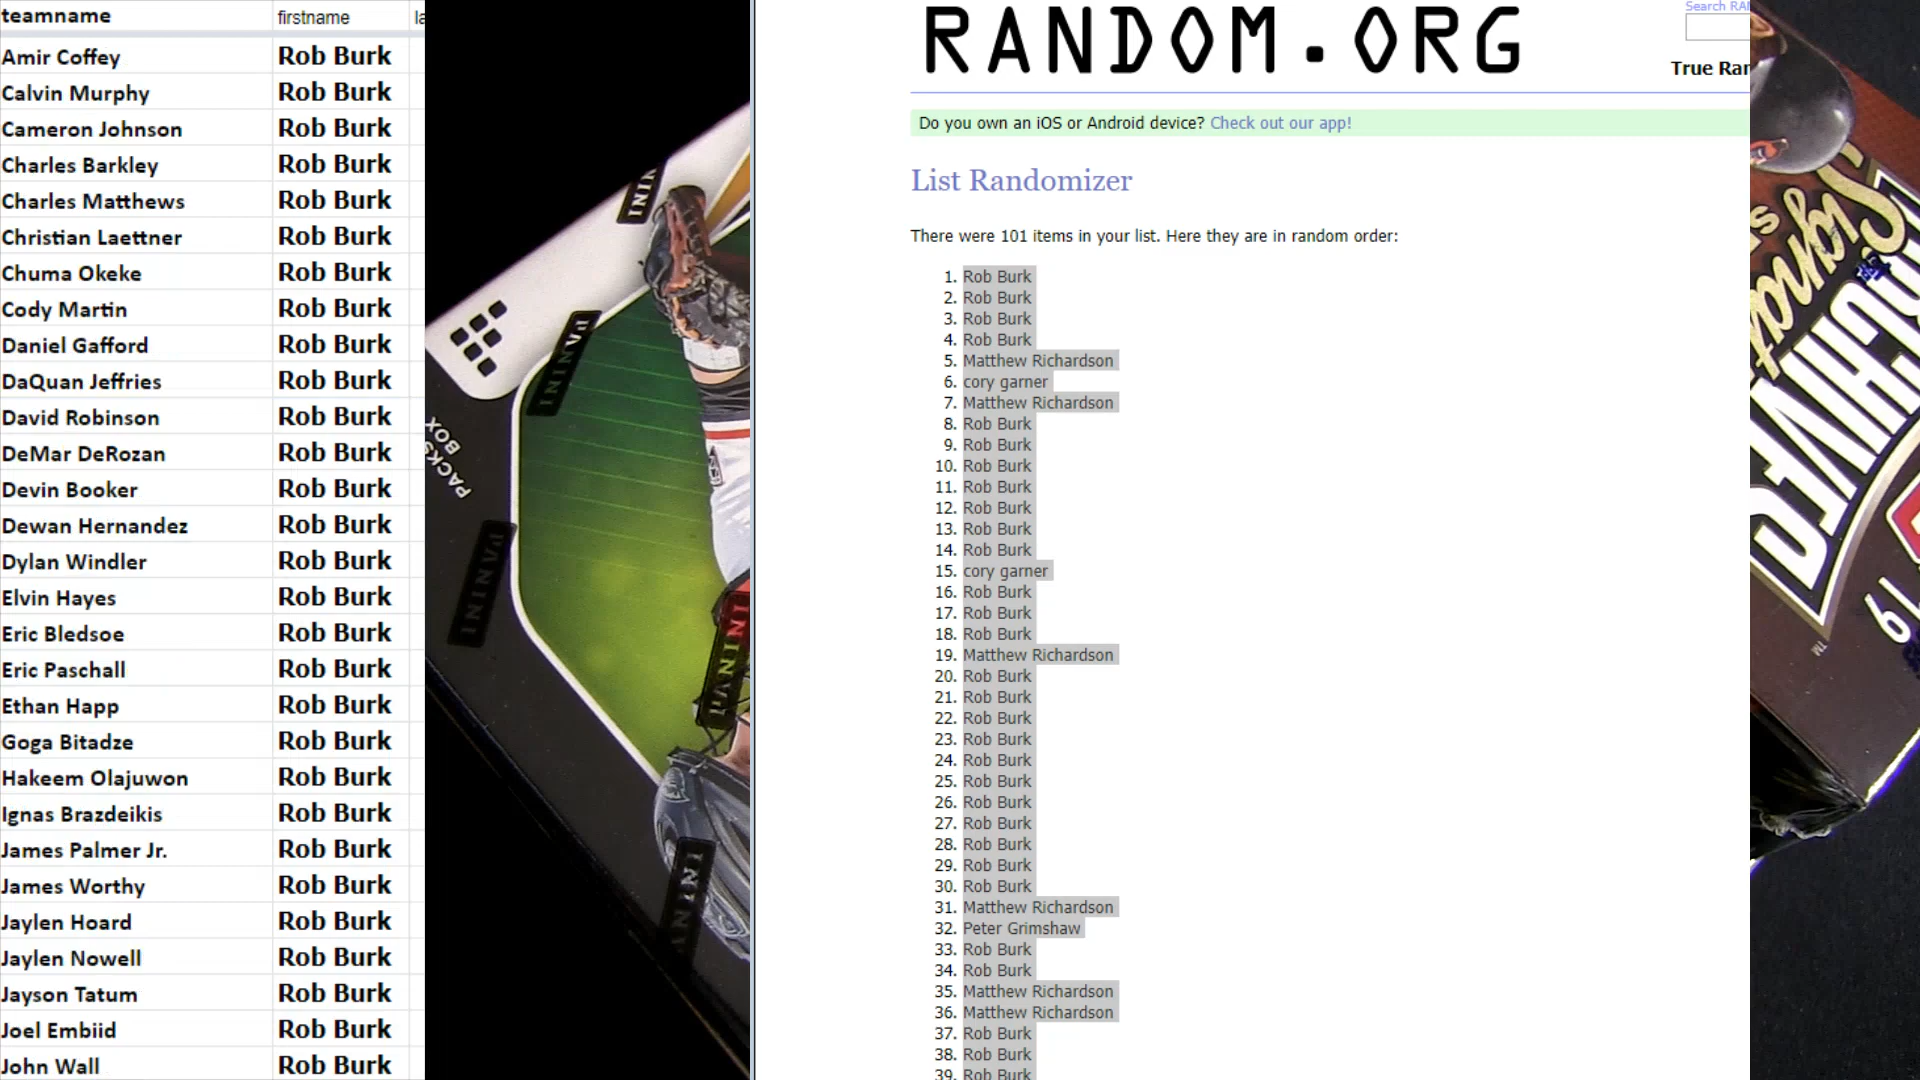 teamname firstname la
Amir Coffey Rob Burk
Calvin Murphy Rob Burk
Cameron Johnson Rob Burk
Charles Barkley Rob Burk
Charles Matthews Rob Burk
Christian Laettner Rob Burk
Chuma Okeke Rob Burk
Cody Martin Rob Burk
Daniel Gafford Rob Burk
DaQuan Jeffries Rob Burk
David Robinson Rob Burk
DeMar DeRozan Rob Burk
Devin Booker Rob Burk
Dewan Hernandez Rob Burk
Dylan Windler Rob Burk
Elvin Hayes Rob Burk
Eric Bledsoe Rob Burk
Eric Paschall Rob Burk
Ethan Happ Rob Burk
Goga Bitadze Rob Burk
Hakeem Olajuwon Rob Burk
Ignas Brazdeikis Rob Burk
James Palmer Jr. Rob Burk
James Worthy Rob Burk
Jaylen Hoard Rob Burk
Jaylen Nowell Rob Burk
Jayson Tatum Rob Burk
Joel Embiid Rob Burk
John Wall Rob Burk
PACKS
BOX
PANINI
PANINI
PANINI
RANDOM.ORG
Search RA
True Ra
Do you own an iOS or Android device? Check out our app!
List Randomizer
There were 101 items in your list. Here they are in random order:
1. Rob Burk
2. Rob Burk
3. Rob Burk
4. Rob Burk
5. Matthew Richardson
6. cory garner
7. Matthew Richardson
8. Rob Burk
9. Rob Burk
10. Rob Burk
11. Rob Burk
12. Rob Burk
13. Rob Burk
14. Rob Burk
15. cory garner
16. Rob Burk
17. Rob Burk
18. Rob Burk
19. Matthew Richardson
20. Rob Burk
21. Rob Burk
22. Rob Burk
23. Rob Burk
24. Rob Burk
25. Rob Burk
26. Rob Burk
27. Rob Burk
28. Rob Burk
29. Rob Burk
30. Rob Burk
31. Matthew Richardson
32. Peter Grimshaw
33. Rob Burk
34. Rob Burk
35. Matthew Richardson
36. Matthew Richardson
37. Rob Burk
38. Rob Burk
39. Rob Burk